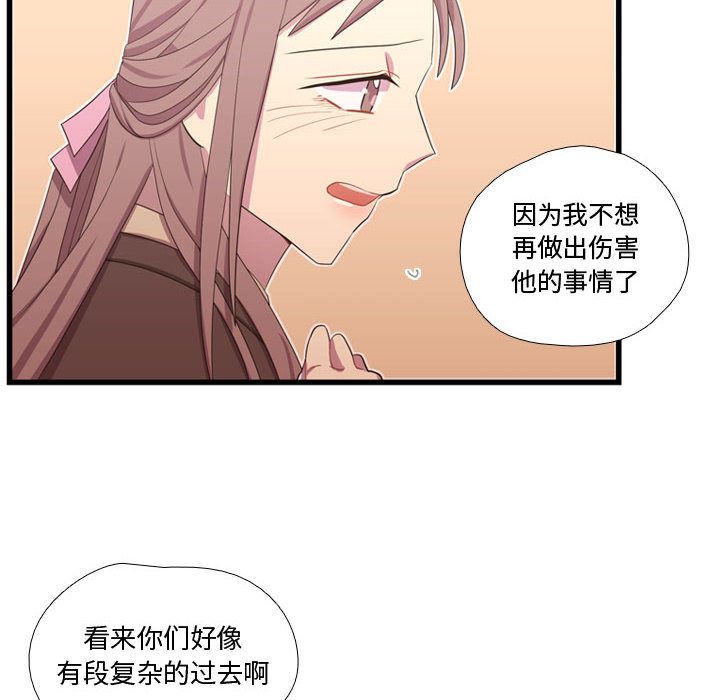 因为我不想
再做出伤害
他的事情了
看来你们好像
有段复杂的过去啊